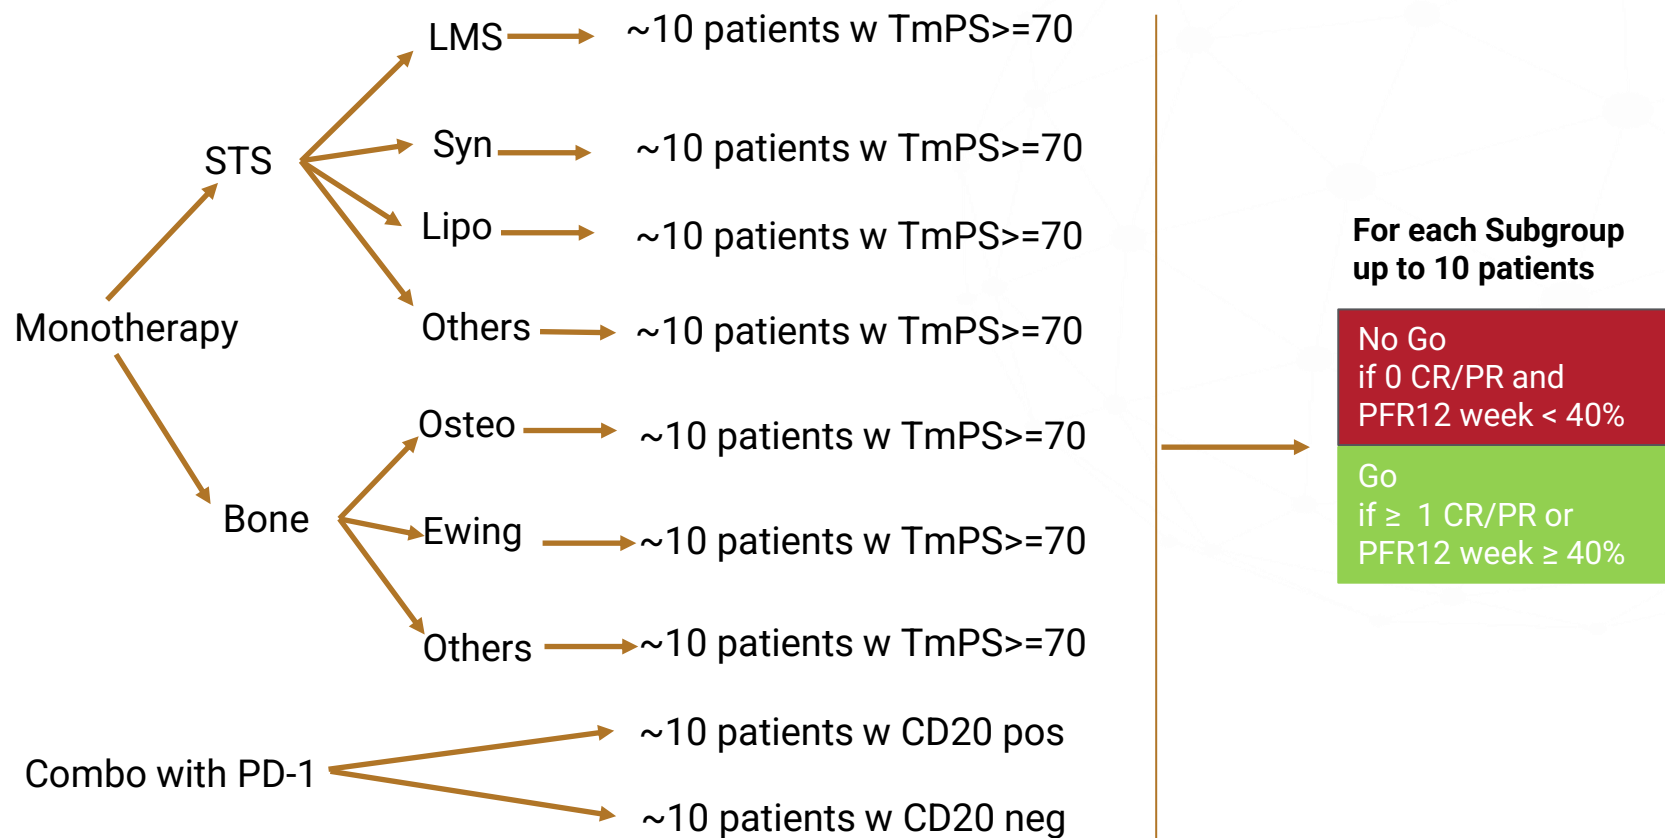 LMS
~10 patients w TmPS>=70
STS
Syn
~10 patients w TmPS>=70
Lipo
~10 patients w TmPS>=70
Others
~10 patients w TmPS>=70
Monotherapy
Osteo
~10 patients w TmPS>=70
Bone
Ewing
~10 patients w TmPS>=70
Others
~10 patients w TmPS>=70
Combo with PD-1
~10 patients w CD20 pos
~10 patients w CD20 neg
For each Subgroup
up to 10 patients
No Go
if 0 CR/PR and
PFR12 week < 40%
Go
if ≥ 1 CR/PR or
PFR12 week ≥ 40%